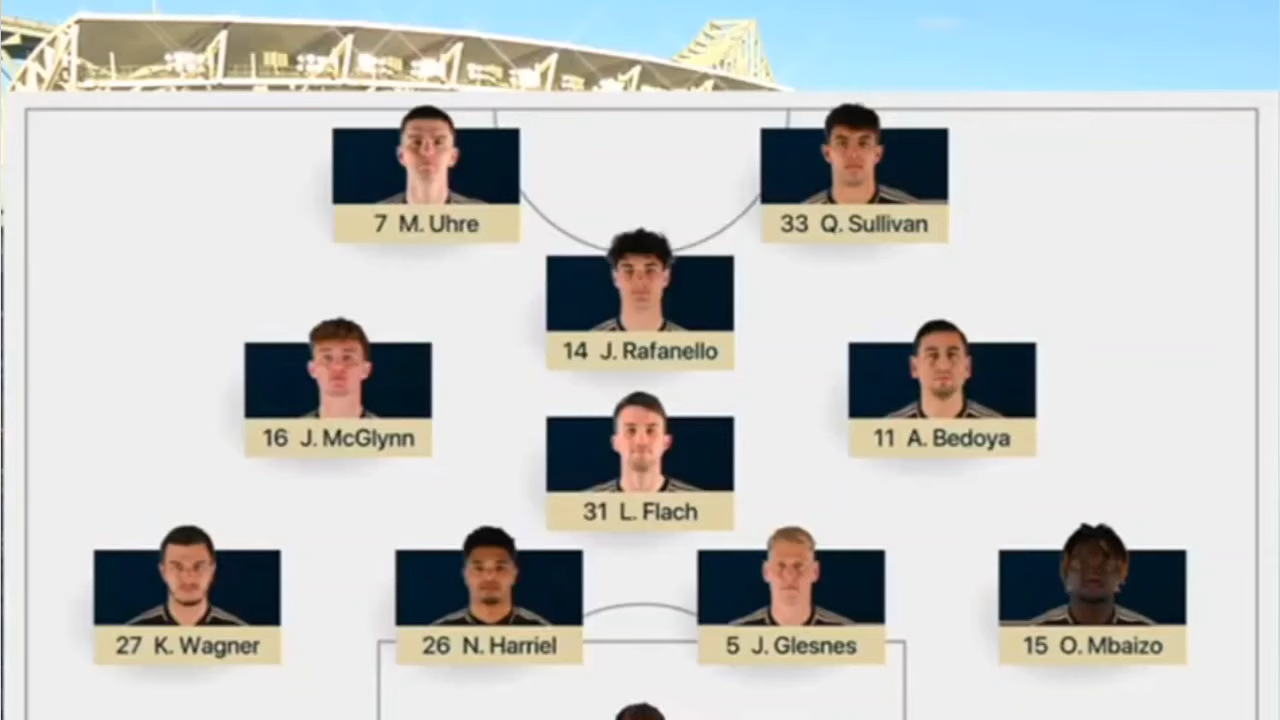 7 M. Uhre
33 Q. Sullivan
14 J. Rafanello
16 J. McGlynn
11 A. Bedoya
31 L. Flach
27 K. Wagner
26 N. Harriel
5 J. Glesnes
15 O. Mbaizo